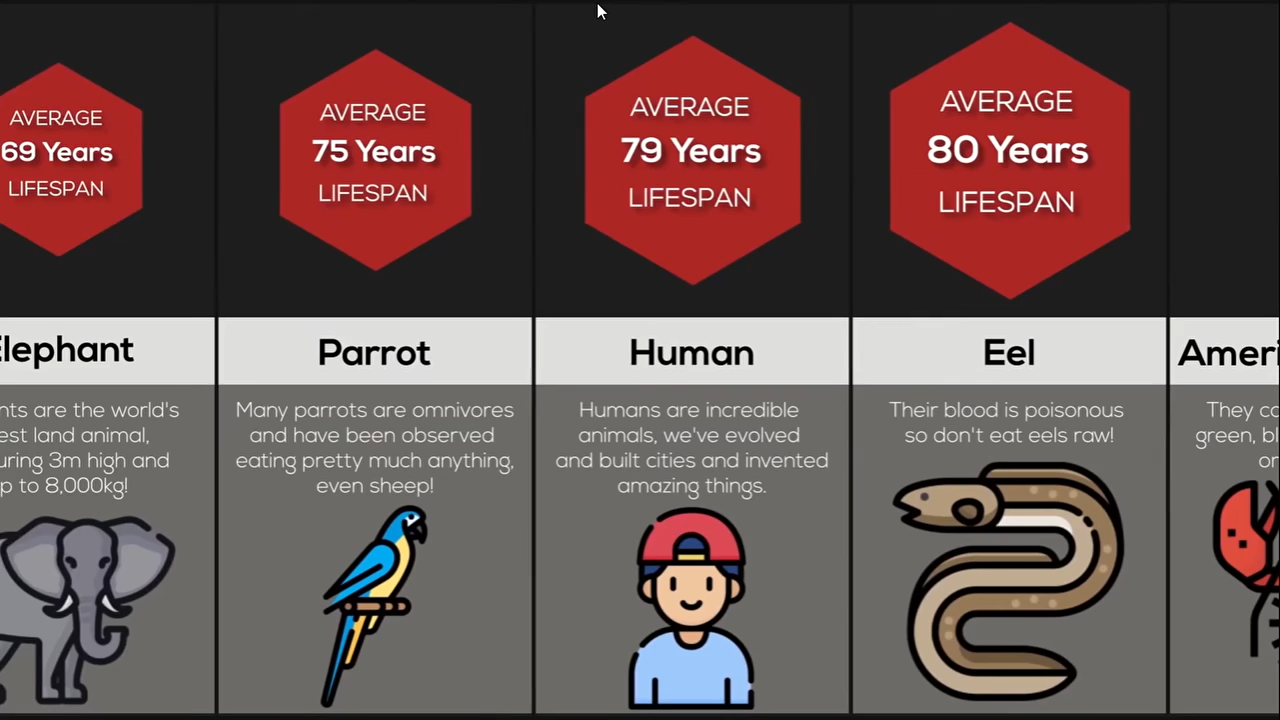 AVERAGE
69 Years
LIFESPAN
Elephant
nts are the world's
est land animal,
uring 3m high and
p to 8,000kg!
AVERAGE
75 Years
LIFESPAN
Parrot
Many parrots are omnivores
and have been observed
eating pretty much anything,
even sheep!
AVERAGE
79 Years
LIFESPAN
Human
Humans are incredible
animals, we've evolved
and built cities and invented
amazing things.
AVERAGE
80 Years
LIFESPAN
Eel
Their blood is poisonous
so don't eat eels raw!
Ameri
They c
green, bl
or